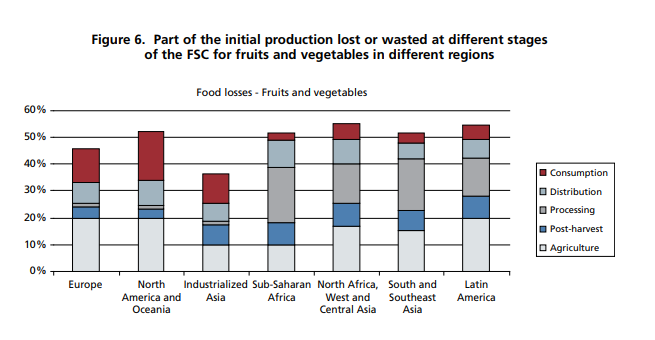 Figure 6. Part of the initial production lost or wasted at different stages
of the FSC for fruits and vegetables in different regions
Food losses - Fruits and vegetables
60%
50%
40%
30%
20%
10%
0%
Europe
North
America and
Oceania
Industrialized
Asia
Sub-Saharan
Africa
North Africa,
West and
Central Asia
South and
Southeast
Asia
Latin
America
Consumption
Distribution
Processing
Post-harvest
Agriculture